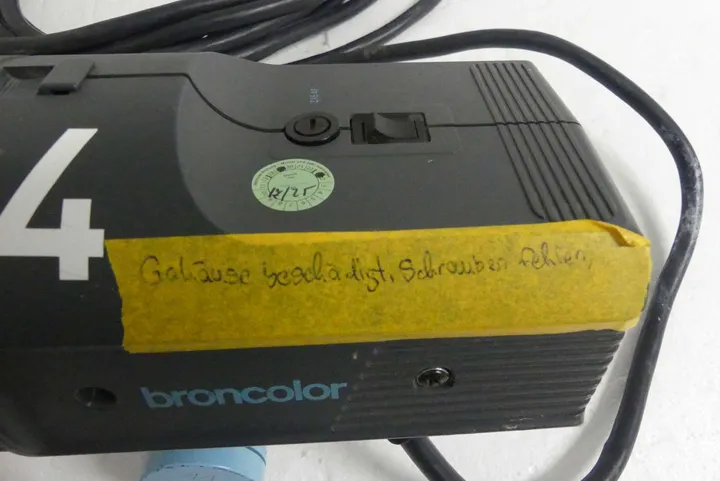 4
12/25
Gehäuse beschädigt, Schrauben fehlen,
broncolor